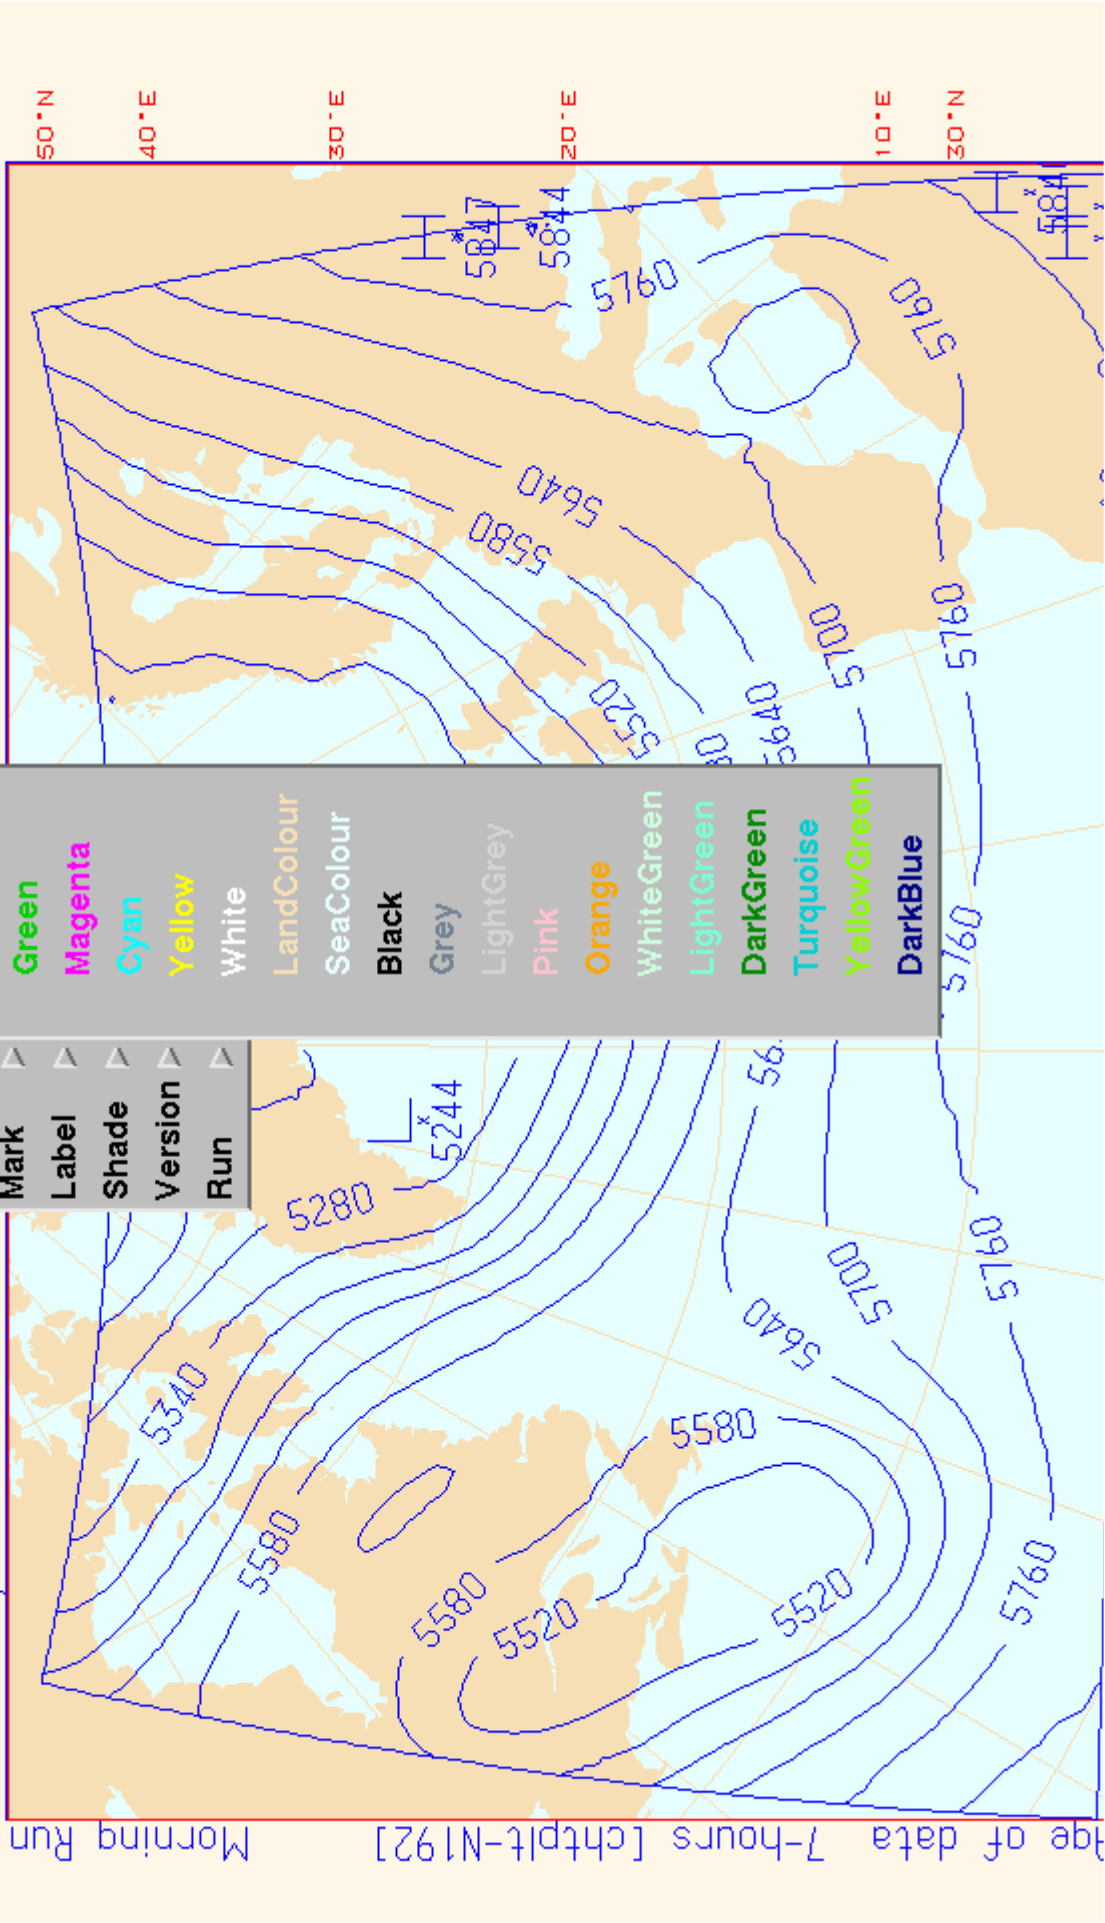 Mark
Label
Shade
Version
Run
Green
Magenta
Cyan
Yellow
White
LandColour
SeaColour
Black
Grey
LightGrey
Pink
Orange
WhiteGreen
LightGreen
DarkGreen
Turquoise
YellowGreen
DarkBlue
50°N
40°E
30°E
20°E
10°E
30°N
H
5847
H
5844
H
H
5760
5760
5640
5580
5520
5640
5700
5760
5760
L
5244
5280
5340
5580
5580
5520
5580
5520
5640
5700
5760
5760
Morning Run
7-hours [chtplt-N192]
Age of data